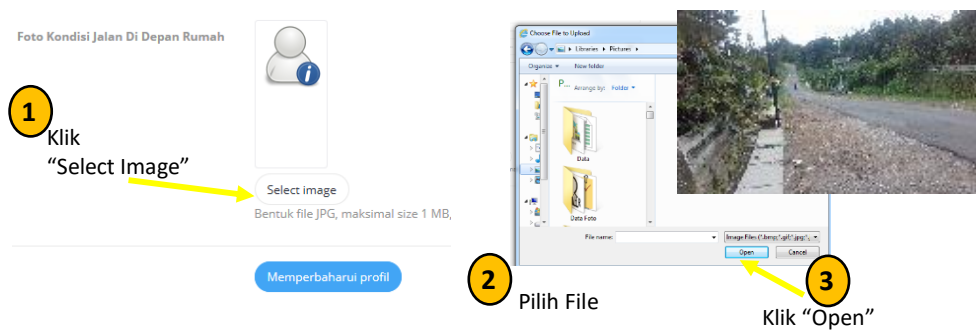 Foto Kondisi Jalan Di Depan Rumah
1
Klik
“Select Image”
Select image
Bentuk file JPG, maksimal size 1 MB,
Memperbaharui profil
Choose File to Upload
Libraries Pictures
Organize New folder
P... Arrange by: Folder
Data
Data Foto
File name:
Image Files (*.bmp;*.gif;*.jpg;*.
Open Cancel
2
Pilih File
3
Klik “Open”